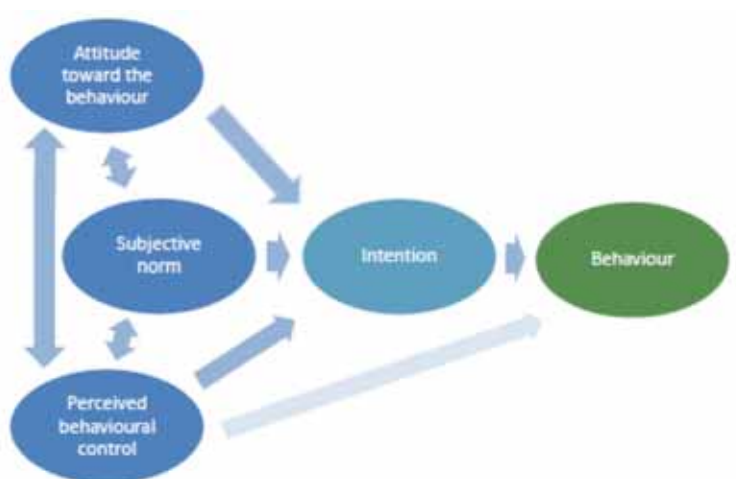 Attitude
toward the
behaviour
Subjective
norm
Intention
Behaviour
Perceived
behavioural
control